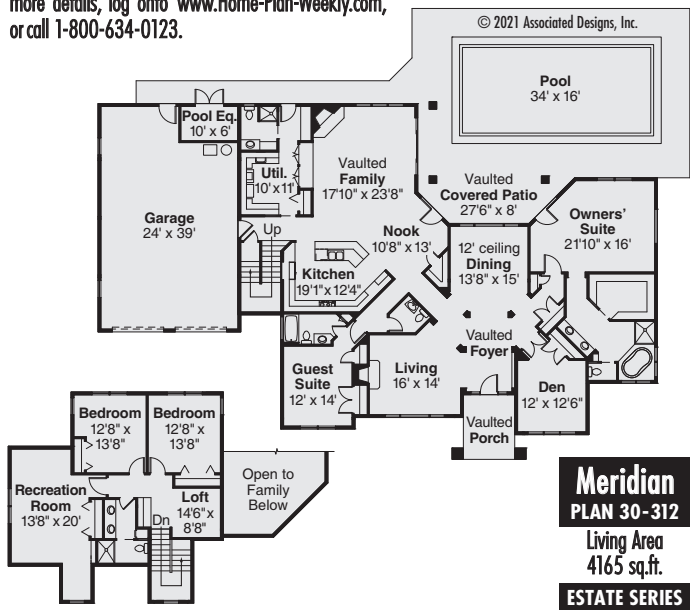 more details, log onto www.Home-Plan-Weekly.com,
or call 1-800-634-0123.
© 2021 Associated Designs, Inc.
Pool
34' x 16'
Pool Eq.
10' x 6'
Util.
10' x 11'
Vaulted
Family
17'10" x 23'8"
Vaulted
Covered Patio
27'6" x 8'
Garage
24' x 39'
Owners'
Suite
21'10" x 16'
Up
Nook
10'8" x 13'
12' ceiling
Dining
13'8" x 15'
Kitchen
19'1" x 12'4"
Vaulted
Foyer
Guest
Suite
12' x 14'
Living
16' x 14'
Den
12' x 12'6"
Vaulted
Porch
Bedroom
12'8" x
13'8"
Bedroom
12'8" x
13'8"
Open to
Family
Below
Recreation
Room
13'8" x 20'
Loft
14'6" x
8'8"
Dn
Meridian
PLAN 30-312
Living Area
4165 sq.ft.
ESTATE SERIES